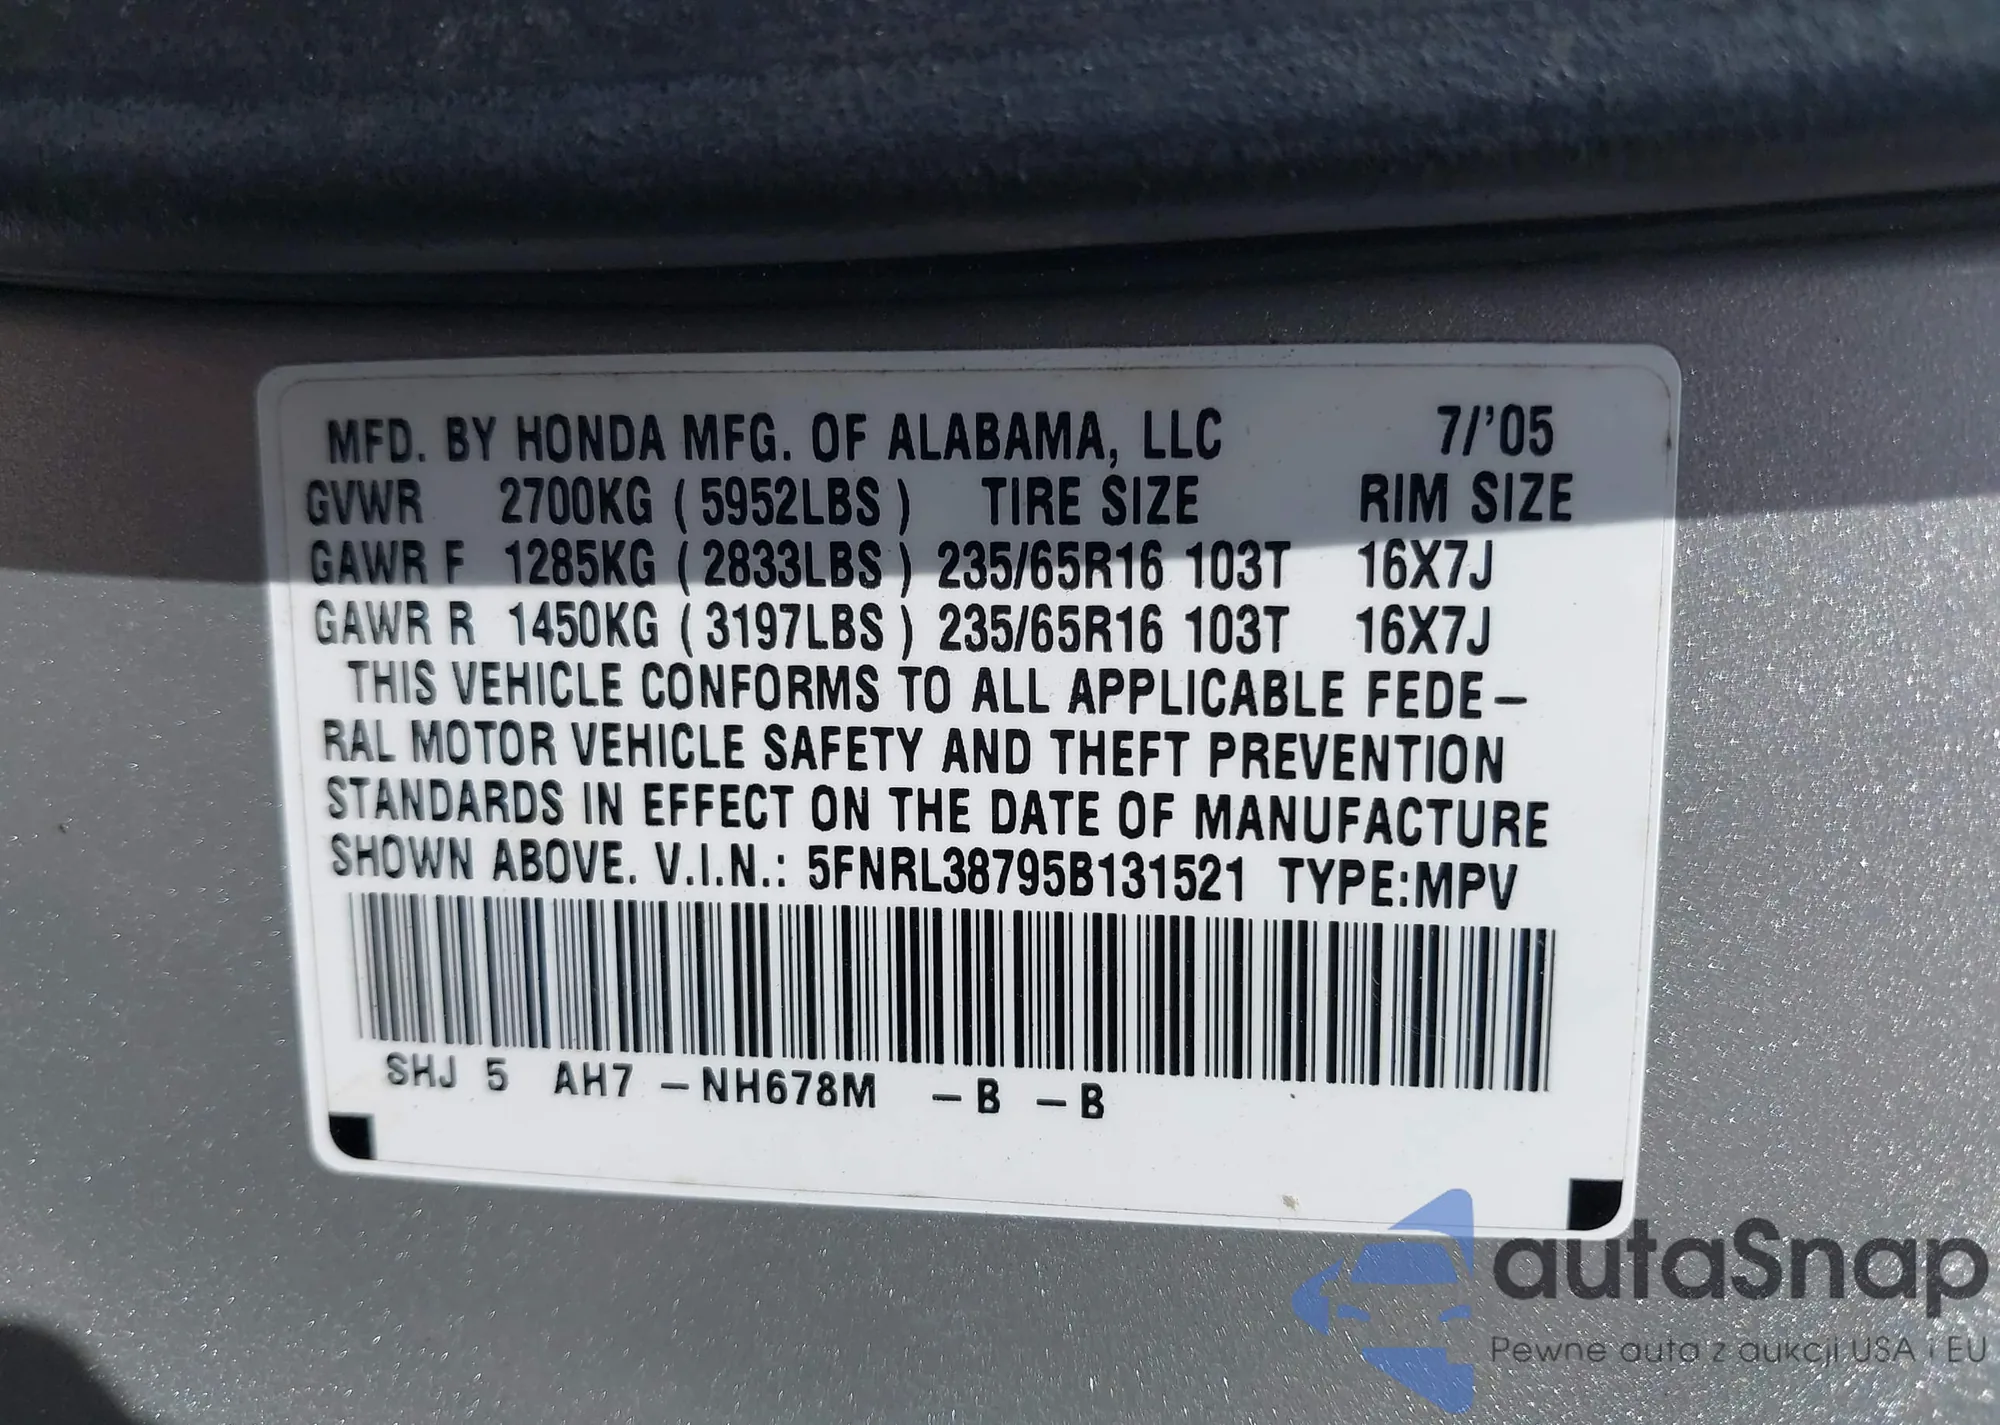 MFD. BY HONDA MFG. OF ALABAMA, LLC 7/'05
GVWR 2700KG (5952LBS) TIRE SIZE RIM SIZE
GAWR F 1285KG (2833LBS) 235/65R16 103T 16X7J
GAWR R 1450KG (3197LBS) 235/65R16 103T 16X7J
THIS VEHICLE CONFORMS TO ALL APPLICABLE FEDE-
RAL MOTOR VEHICLE SAFETY AND THEFT PREVENTION
STANDARDS IN EFFECT ON THE DATE OF MANUFACTURE
SHOWN ABOVE. V.I.N.: 5FNRL38795B131521 TYPE:MPV
SHJ 5 AH7 -NH678M -B -B
autaSnap
Pewne auta z aukcji USA i EU